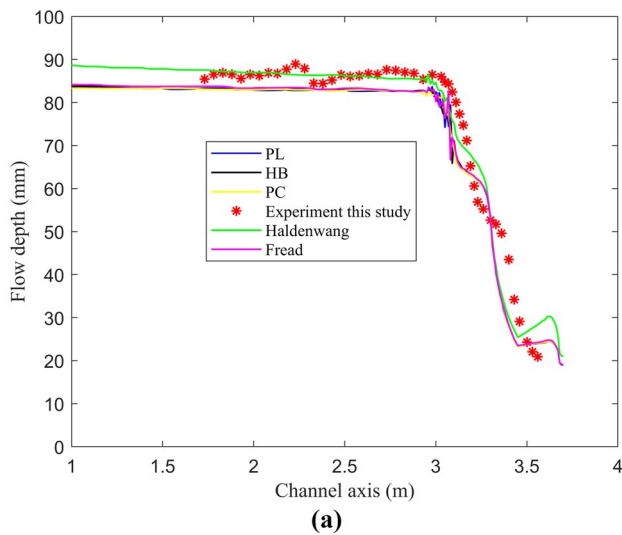 100
90
80
70
60
50
40
30
20
10
0
Flow depth (mm)
PL
HB
PC
Experiment this study
Haldenwang
Fread
1 1.5 2 2.5 3 3.5 4
Channel axis (m)
(a)